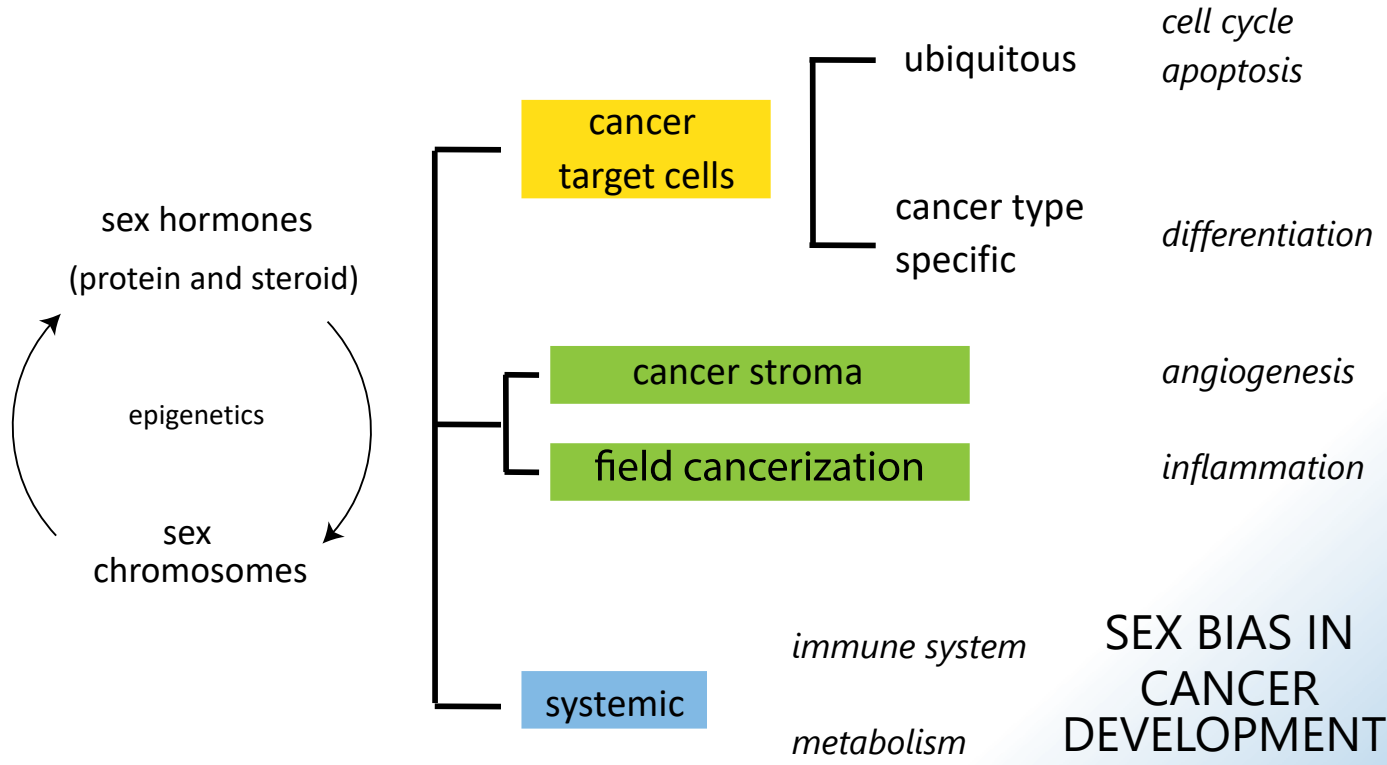 sex hormones
(protein and steroid)
epigenetics
sex
chromosomes
cancer
target cells
ubiquitous
cell cycle
apoptosis
cancer type
specific
differentiation
cancer stroma
angiogenesis
field cancerization
inflammation
systemic
immune system
metabolism
SEX BIAS IN
CANCER
DEVELOPMENT